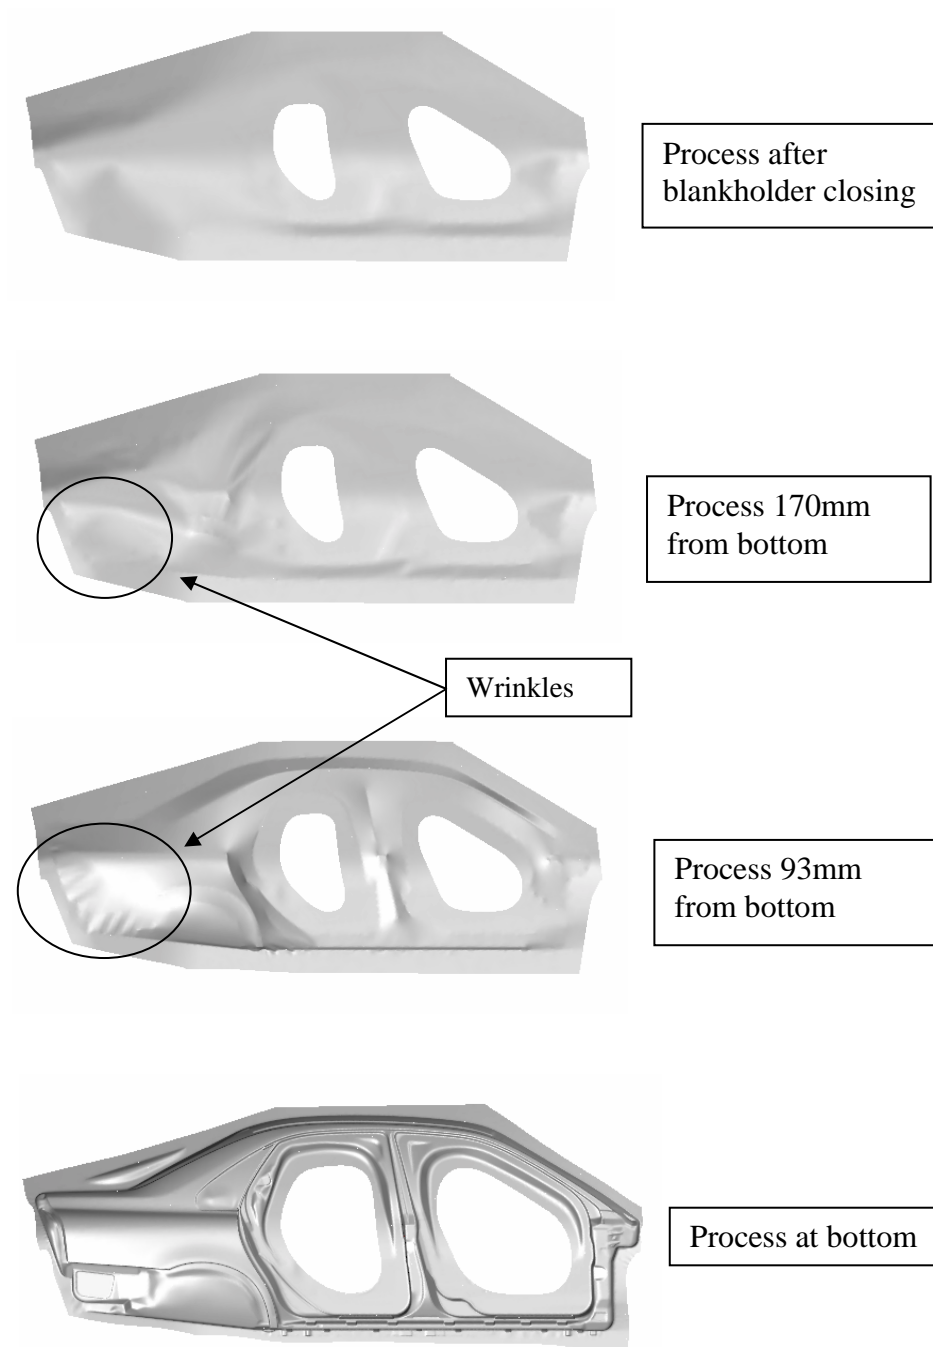 Process after
blankholder closing
Process 170mm
from bottom
Wrinkles
Process 93mm
from bottom
Process at bottom